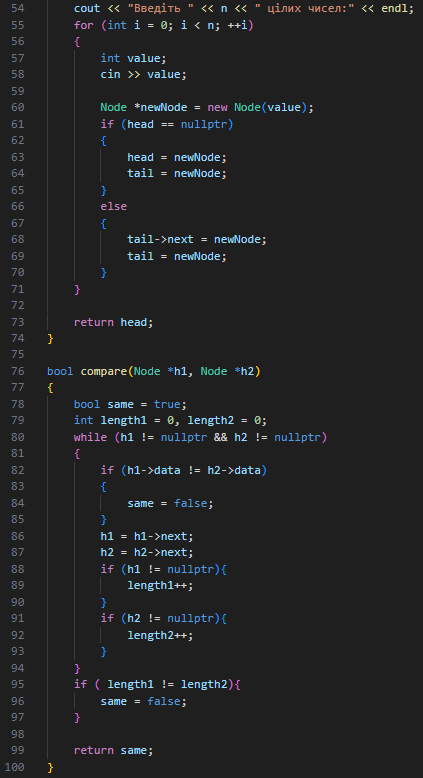 54 cout << "Введіть " << n << " цілих чисел:" << endl;
55 for (int i = 0; i < n; ++i)
56 {
57 int value;
58 cin >> value;
59
60 Node *newNode = new Node(value);
61 if (head == nullptr)
62 {
63 head = newNode;
64 tail = newNode;
65 }
66 else
67 {
68 tail->next = newNode;
69 tail = newNode;
70 }
71 }
72
73 return head;
74 }
75
76 bool compare(Node *h1, Node *h2)
77 {
78 bool same = true;
79 int length1 = 0, length2 = 0;
80 while (h1 != nullptr && h2 != nullptr)
81 {
82 if (h1->data != h2->data)
83 {
84 same = false;
85 }
86 h1 = h1->next;
87 h2 = h2->next;
88 if (h1 != nullptr){
89 length1++;
90 }
91 if (h2 != nullptr){
92 length2++;
93 }
94 }
95 if ( length1 != length2){
96 same = false;
97 }
98
99 return same;
100 }